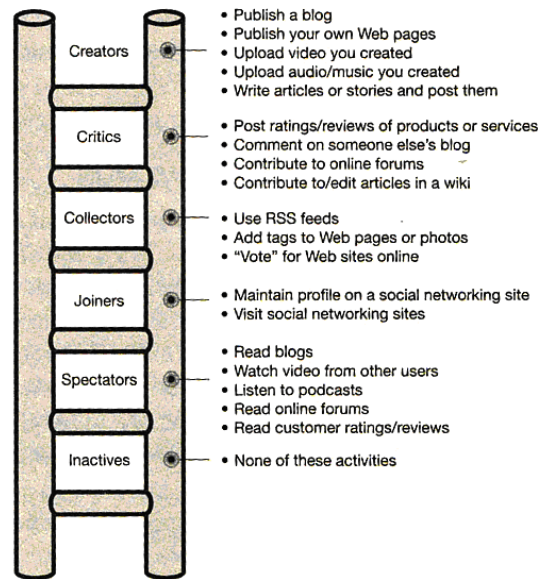 Creators
• Publish a blog
• Publish your own Web pages
• Upload video you created
• Upload audio/music you created
• Write articles or stories and post them
Critics
• Post ratings/reviews of products or services
• Comment on someone else's blog
• Contribute to online forums
• Contribute to/edit articles in a wiki
Collectors
• Use RSS feeds
• Add tags to Web pages or photos
• “Vote” for Web sites online
Joiners
• Maintain profile on a social networking site
• Visit social networking sites
Spectators
• Read blogs
• Watch video from other users
• Listen to podcasts
• Read online forums
• Read customer ratings/reviews
Inactives
• None of these activities